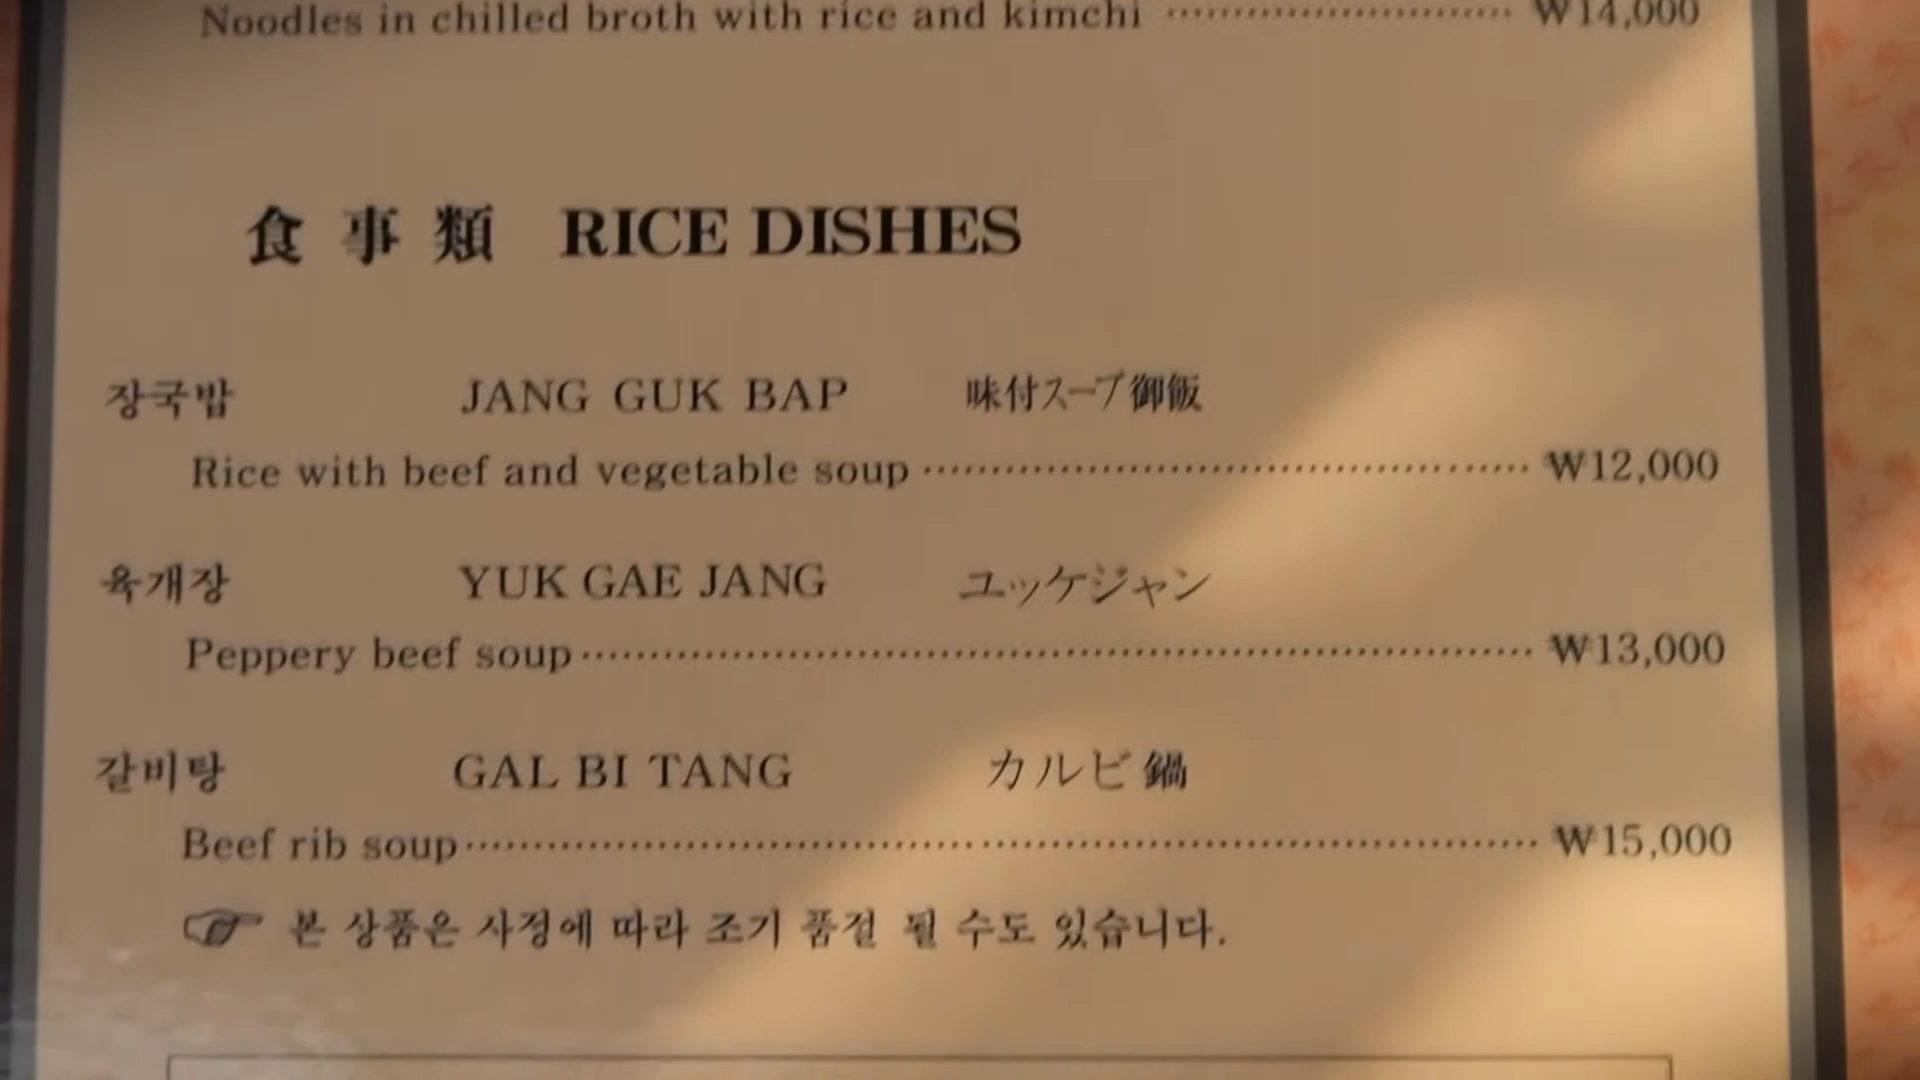 Noodles in chilled broth with rice and kimchi ₩14,000
食事類 RICE DISHES
장국밥 JANG GUK BAP 味付スープ御飯
Rice with beef and vegetable soup ₩12,000
육개장 YUK GAE JANG ユッケジャン
Peppery beef soup ₩13,000
갈비탕 GAL BI TANG カルビ鍋
Beef rib soup ₩15,000
☞ 본 상품은 사정에 따라 조기 품절 될 수도 있습니다.